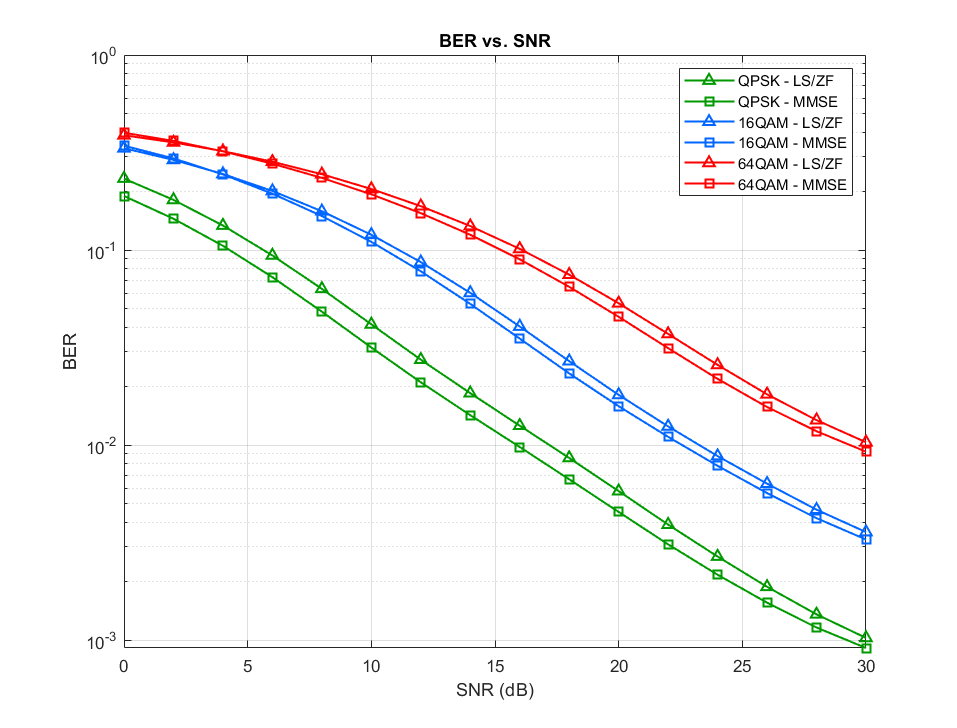 BER vs. SNR
10^0
10^-1
10^-2
10^-3
BER
QPSK - LS/ZF
QPSK - MMSE
16QAM - LS/ZF
16QAM - MMSE
64QAM - LS/ZF
64QAM - MMSE
0 5 10 15 20 25 30
SNR (dB)